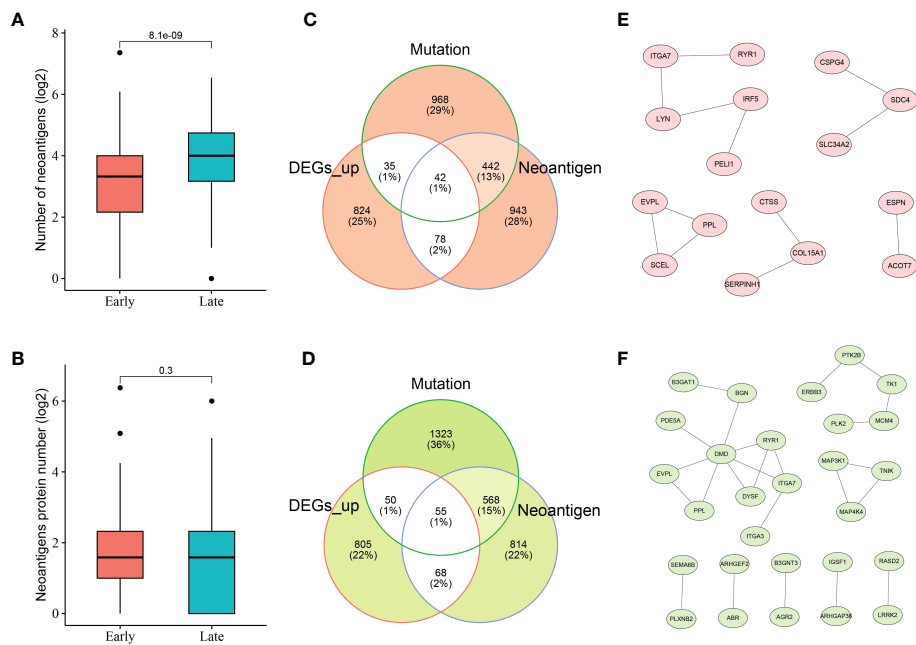 A
8.1e-09
8
6
4
2
0
Number of neoantigens (log2)
Early
Late
B
0.3
6
4
2
0
Neoantigens protein number (log2)
Early
Late
C
Mutation
968
(29%)
DEGs_up
35
(1%)
42
(1%)
442
(13%)
Neoantigen
824
(25%)
943
(28%)
78
(2%)
D
Mutation
1323
(36%)
DEGs_up
50
(1%)
55
(1%)
568
(15%)
Neoantigen
805
(22%)
814
(22%)
68
(2%)
E
ITGA7
RYR1
LYN
IRF5
PELI1
CSPG4
SDC4
SLC34A2
EVPL
PPL
SCEL
CTSS
COL15A1
SERPINH1
ESPN
ACOT7
F
B3GAT1
BGN
PDE5A
DMD
RYR1
EVPL
PPL
DYSF
ITGA7
ITGA3
PTK2B
ERBB3
TK1
PLK2
MCM4
MAP3K1
TNIK
MAP4K4
SEMA6B
PLXNB2
ARHGEF2
ABR
B3GNT3
AGR2
IGSF1
ARHGAP36
RASD2
LRRK2